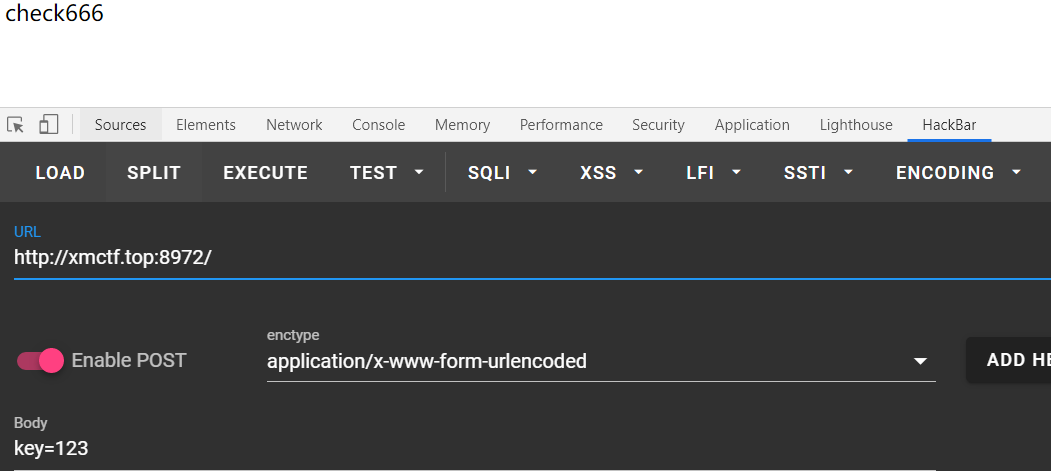 check666
Sources Elements Network Console Memory Performance Security Application Lighthouse HackBar
LOAD SPLIT EXECUTE TEST SQLI XSS LFI SSTI ENCODING
URL
http://xmctf.top:8972/
enctype
Enable POST application/x-www-form-urlencoded ADD HE
Body
key=123